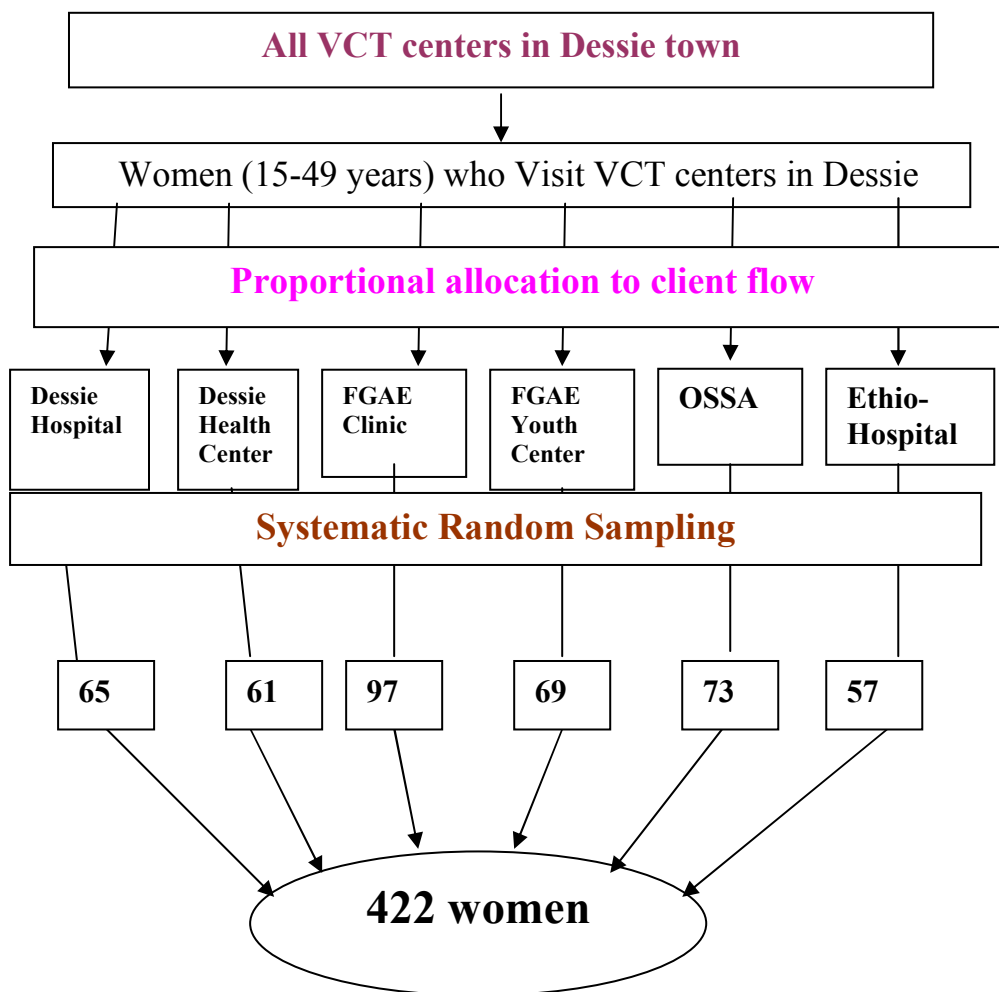 All VCT centers in Dessie town
Women (15-49 years) who Visit VCT centers in Dessie
Proportional allocation to client flow
Dessie
Hospital
Dessie
Health
Center
FGAE
Clinic
FGAE
Youth
Center
OSSA
Ethio-
Hospital
Systematic Random Sampling
65
61
97
69
73
57
422 women